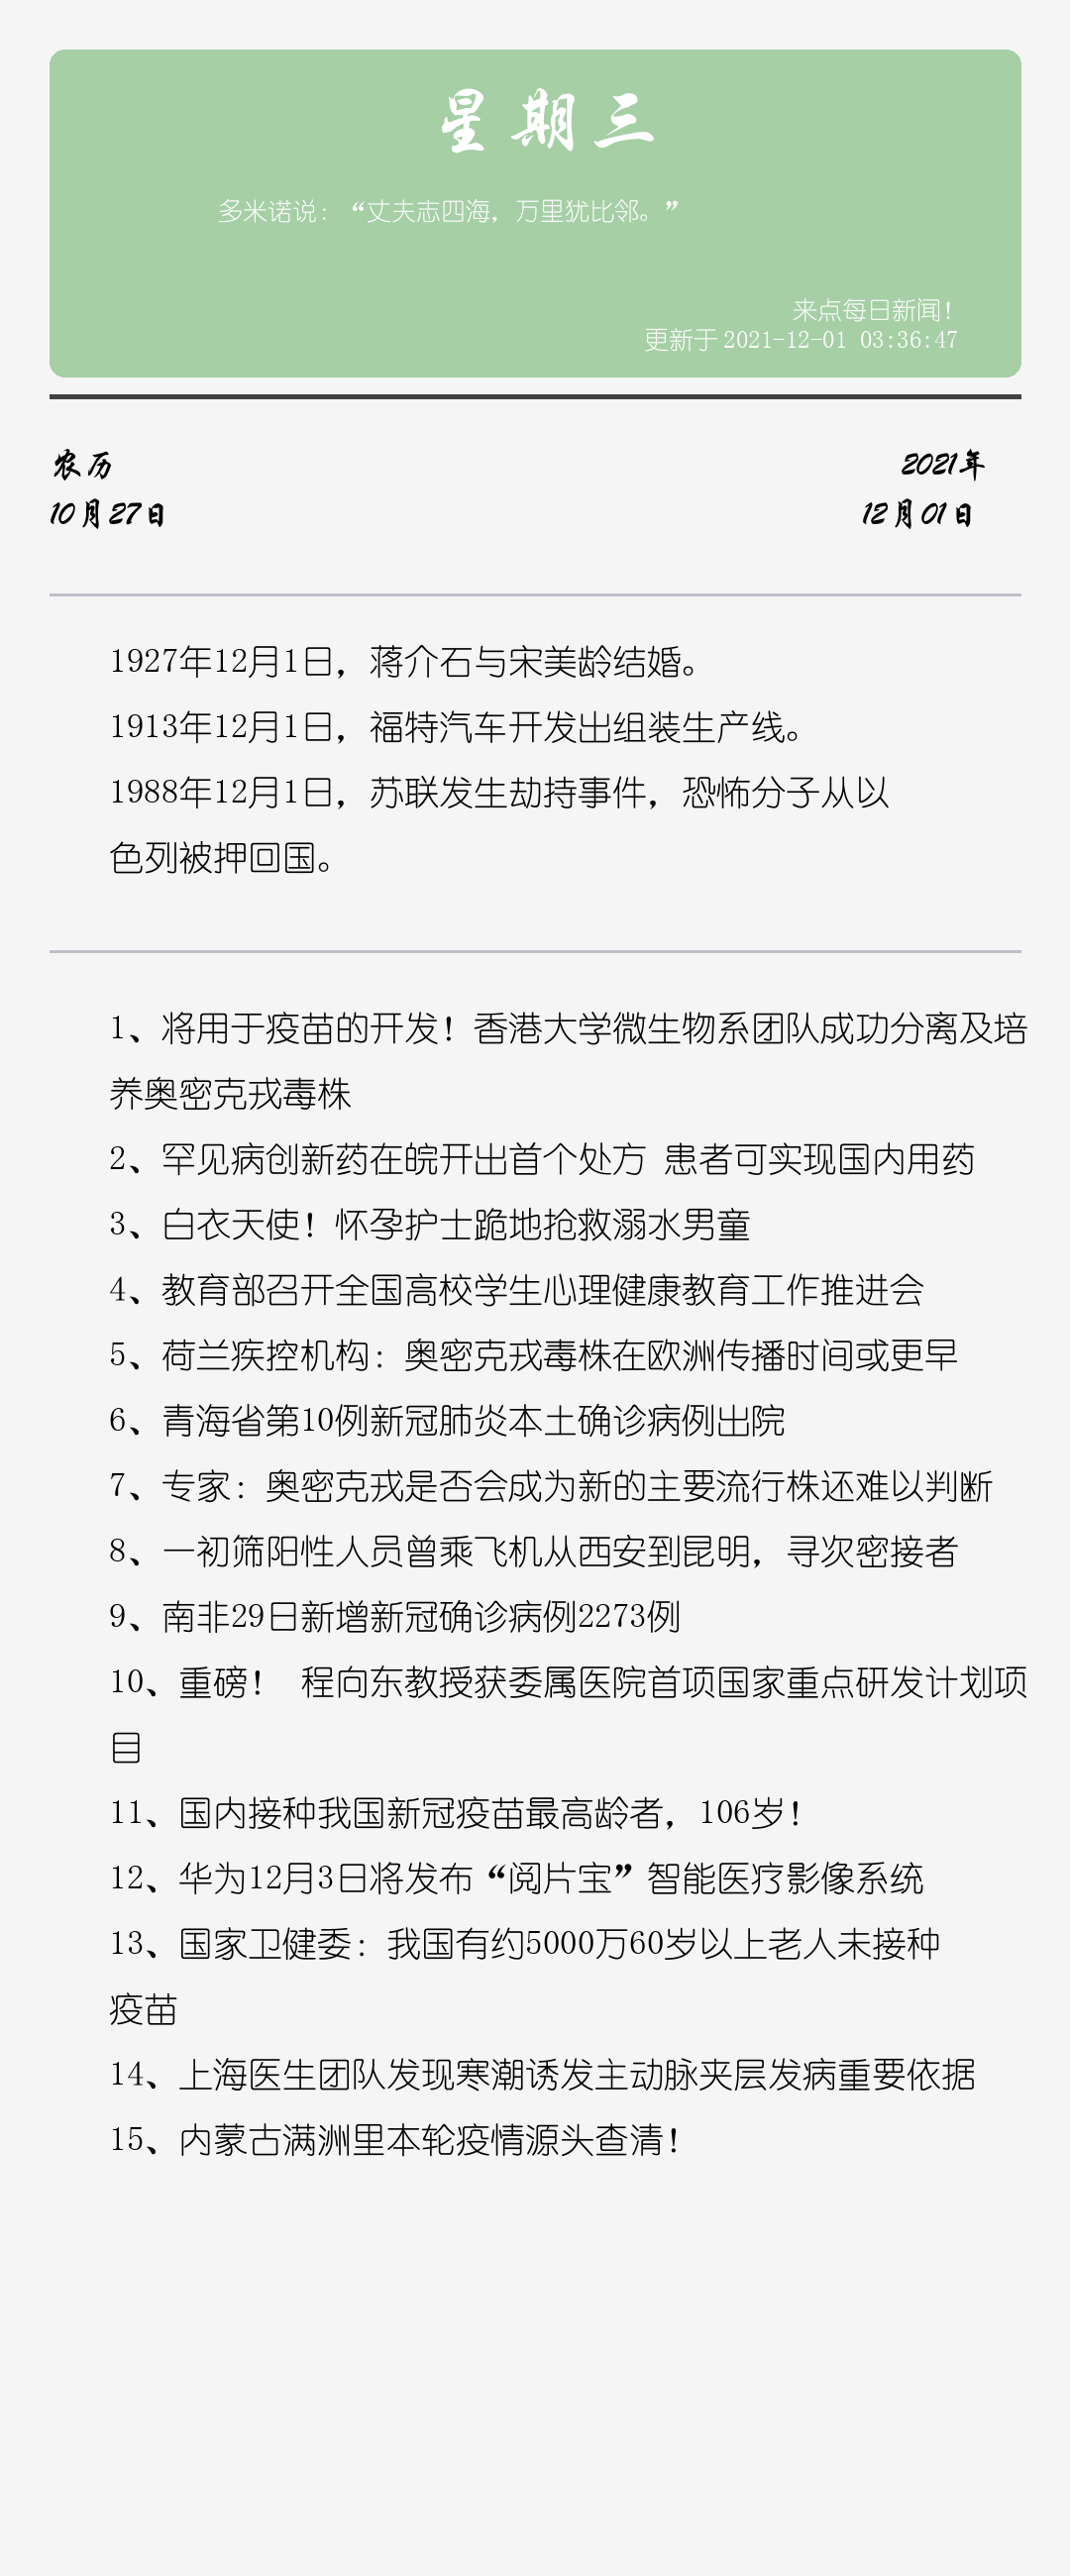 星期三
多米诺说：“丈夫志四海，万里犹比邻。”
来点每日新闻！
更新于2021-12-01 03:36:47
农历
2021年
10月27日
12月01日
1927年12月1日，蒋介石与宋美龄结婚。
1913年12月1日，福特汽车开发出组装生产线。
1988年12月1日，苏联发生劫持事件，恐怖分子从以
色列被押回国。
1、将用于疫苗的开发！香港大学微生物系团队成功分离及培
养奥密克戎毒株
2、罕见病创新药在皖开出首个处方 患者可实现国内用药
3、白衣天使！怀孕护士跪地抢救溺水男童
4、教育部召开全国高校学生心理健康教育工作推进会
5、荷兰疾控机构：奥密克戎毒株在欧洲传播时间或更早
6、青海省第10例新冠肺炎本土确诊病例出院
7、专家：奥密克戎是否会成为新的主要流行株还难以判断
8、一初筛阳性人员曾乘飞机从西安到昆明，寻次密接者
9、南非29日新增新冠确诊病例2273例
10、重磅！ 程向东教授获委属医院首项国家重点研发计划项
目
11、国内接种我国新冠疫苗最高龄者，106岁！
12、华为12月3日将发布“阅片宝”智能医疗影像系统
13、国家卫健委：我国有约5000万60岁以上老人未接种
疫苗
14、上海医生团队发现寒潮诱发主动脉夹层发病重要依据
15、内蒙古满洲里本轮疫情源头查清！